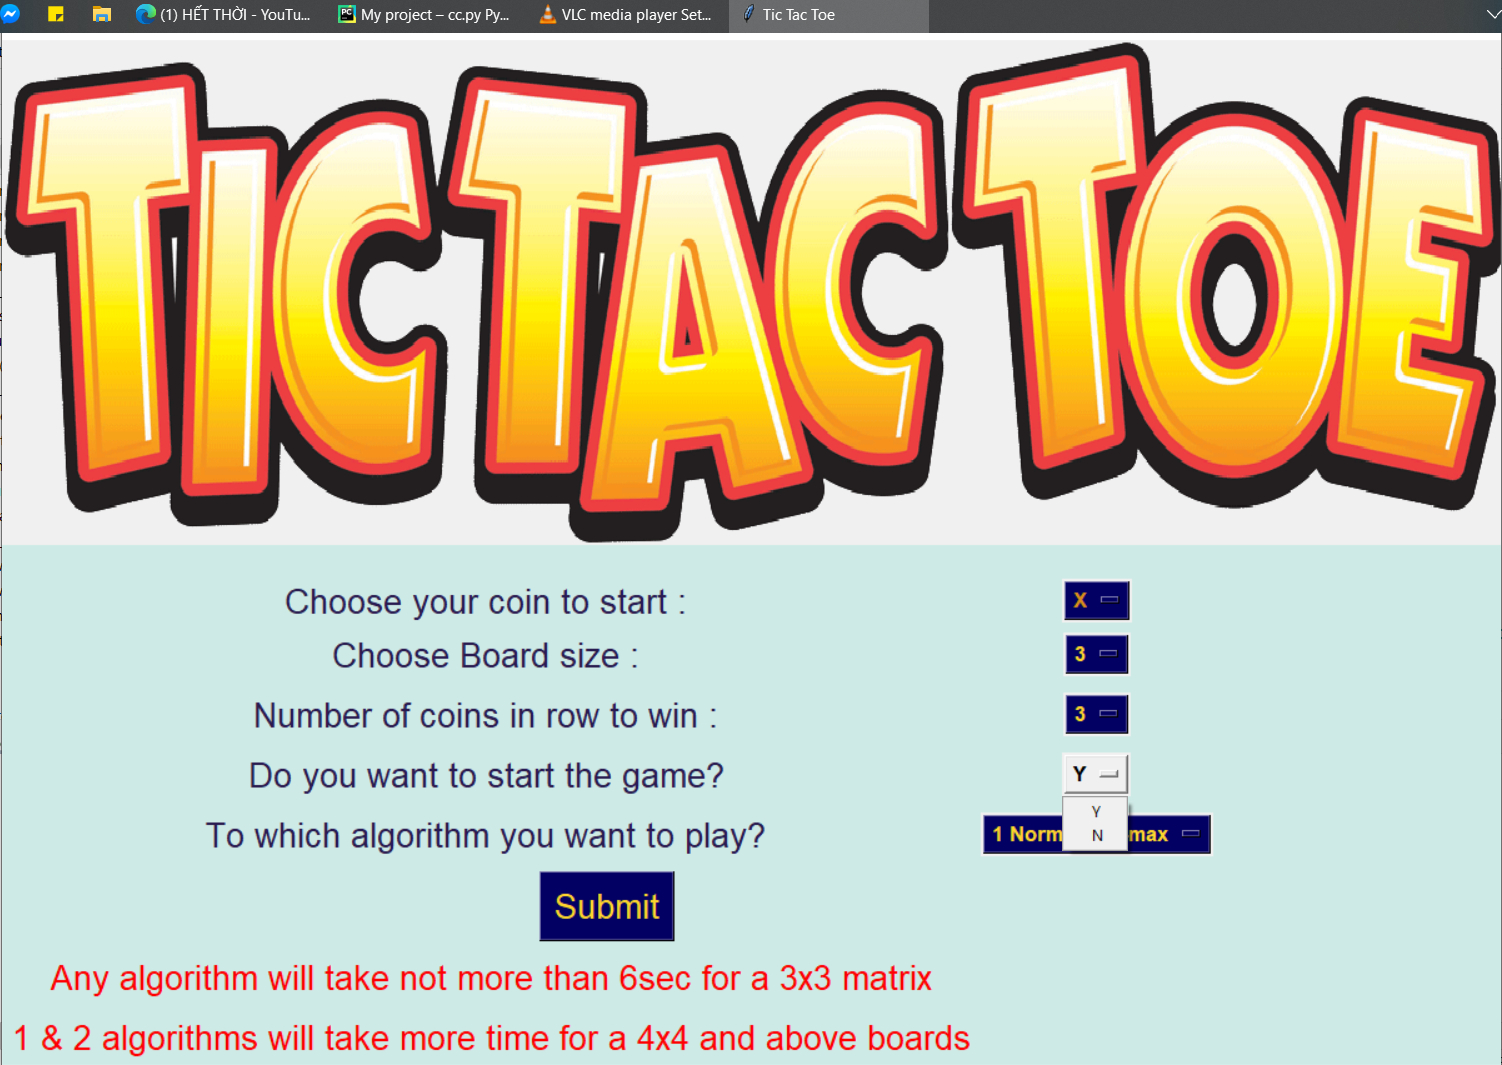 (1) HẾT THỜI - YouTu...
My project – cc.py Py...
VLC media player Set...
Tic Tac Toe
TIC TAC TOE
Choose your coin to start :
X
Choose Board size :
3
Number of coins in row to win :
3
Do you want to start the game?
Y
Y
N
To which algorithm you want to play?
1 Norm
max
Submit
Any algorithm will take not more than 6sec for a 3x3 matrix
1 & 2 algorithms will take more time for a 4x4 and above boards